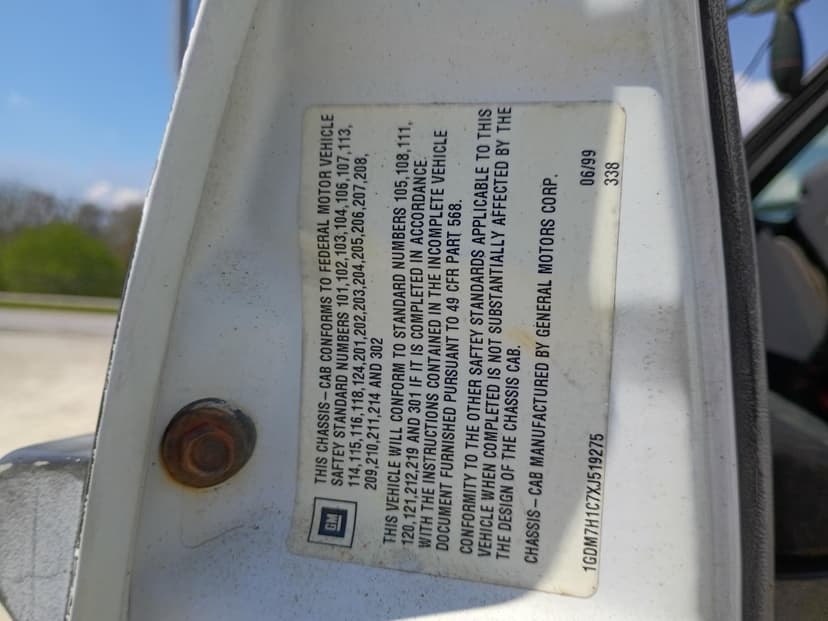 GM
THIS CHASSIS-CAB CONFORMS TO FEDERAL MOTOR VEHICLE
SAFTEY STANDARD NUMBERS 101,102,103,104,106,107,113,
114,115,116,118,124,201,202,203,204,205,206,207,208,
209,210,211,214 AND 302
THIS VEHICLE WILL CONFORM TO STANDARD NUMBERS 105,108,111,
120,121,212,219 AND 301 IF IT IS COMPLETED IN ACCORDANCE
WITH THE INSTRUCTIONS CONTAINED IN THE INCOMPLETE VEHICLE
DOCUMENT FURNISHED PURSUANT TO 49 CFR PART 568.
CONFORMITY TO THE OTHER SAFTEY STANDARDS APPLICABLE TO THIS
VEHICLE WHEN COMPLETED IS NOT SUBSTANTIALLY AFFECTED BY THE
THE DESIGN OF THE CHASSIS CAB.
CHASSIS-CAB MANUFACTURED BY GENERAL MOTORS CORP.
1GDM7H1C7XJ519275 06/99
338